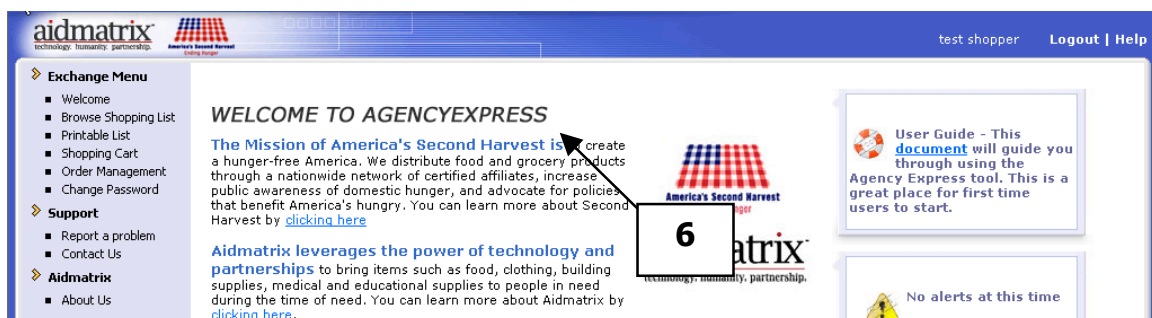 aidmatrix
technology. humanity. partnership.
America's Second Harvest
Ending Hunger
test shopper Logout | Help
Exchange Menu
Welcome
Browse Shopping List
Printable List
Shopping Cart
Order Management
Change Password
Support
Report a problem
Contact Us
Aidmatrix
About Us
WELCOME TO AGENCYEXPRESS
The Mission of America's Second Harvest is to create
a hunger-free America. We distribute food and grocery products
through a nationwide network of certified affiliates, increase
public awareness of domestic hunger, and advocate for policies
that benefit America's hungry. You can learn more about Second
Harvest by clicking here
Aidmatrix leverages the power of technology and
partnerships to bring items such as food, clothing, building
supplies, medical and educational supplies to people in need
during the time of need. You can learn more about Aidmatrix by
clicking here.
America's Second Harvest
6
atrix
technology. humanity. partnership.
User Guide - This
document will guide you
through using the
Agency Express tool. This is a
great place for first time
users to start.
No alerts at this time